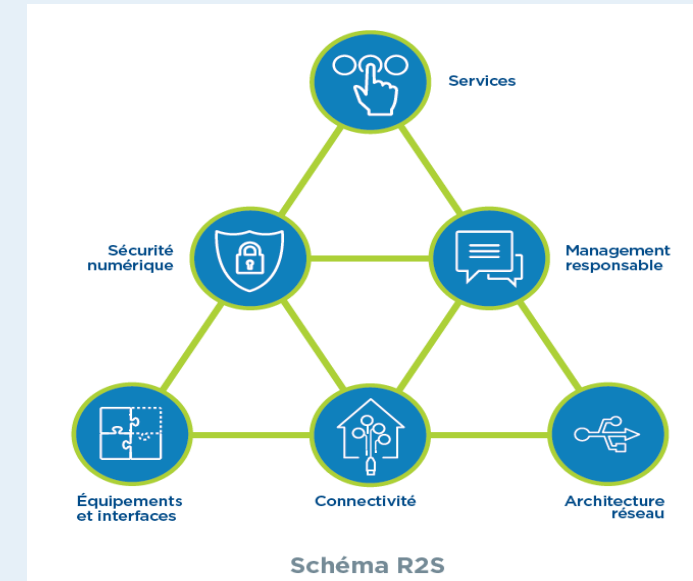 Services
Sécurité
numérique
Management
responsable
Équipements
et interfaces
Connectivité
Architecture
réseau
Schéma R2S